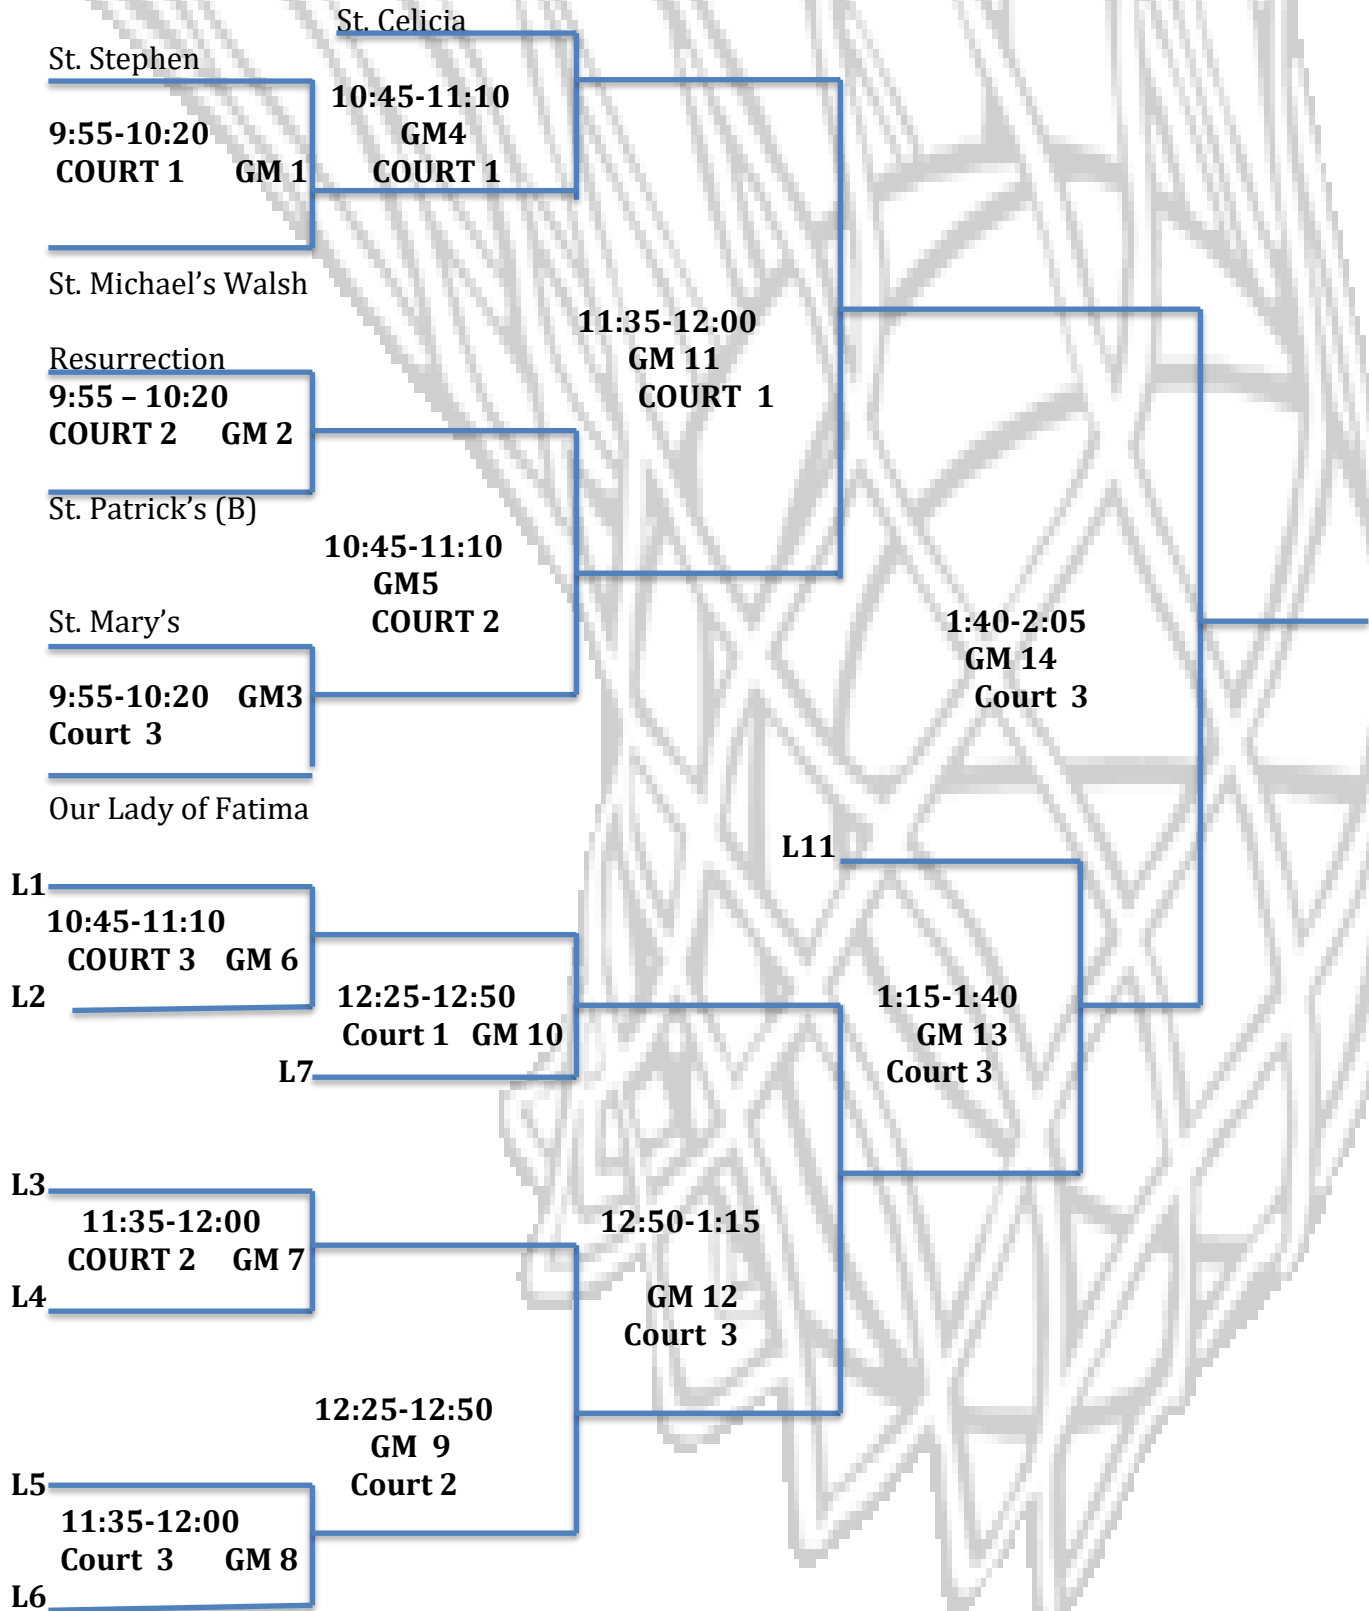 St. Celicia
St. Stephen
9:55-10:20
COURT 1 GM 1
10:45-11:10
GM4
COURT 1
St. Michael’s Walsh
11:35-12:00
GM 11
COURT 1
Resurrection
9:55 – 10:20
COURT 2 GM 2
St. Patrick’s (B)
10:45-11:10
GM5
COURT 2
St. Mary’s
9:55-10:20 GM3
Court 3
Our Lady of Fatima
1:40-2:05
GM 14
Court 3
L11
L1
10:45-11:10
COURT 3 GM 6
L2
12:25-12:50
Court 1 GM 10
L7
1:15-1:40
GM 13
Court 3
L3
11:35-12:00
COURT 2 GM 7
L4
12:50-1:15
GM 12
Court 3
12:25-12:50
GM 9
Court 2
L5
11:35-12:00
Court 3 GM 8
L6